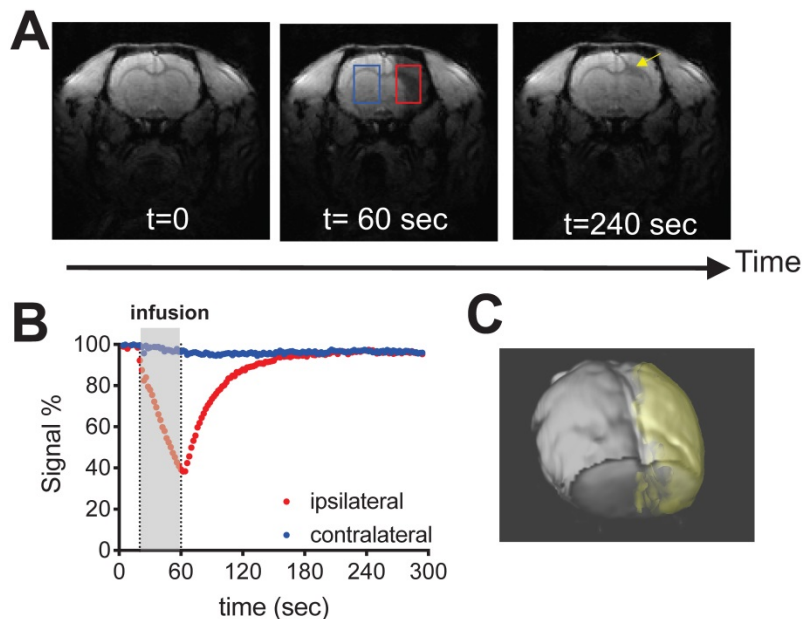 A
t=0
t= 60 sec
t=240 sec
Time
B
infusion
Signal %
100
80
60
40
20
0
ipsilateral
contralateral
0 60 120 180 240 300
time (sec)
C